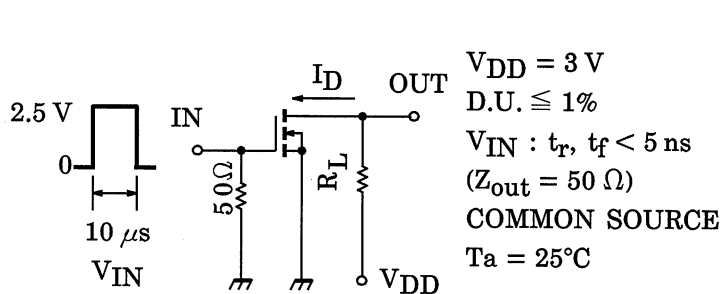 2.5 V
0
10 μs
VIN
IN
50Ω
ID
OUT
RL
VDD
VDD = 3 V
D.U. ≦ 1%
VIN : tr, tf < 5 ns
(Zout = 50 Ω)
COMMON SOURCE
Ta = 25°C